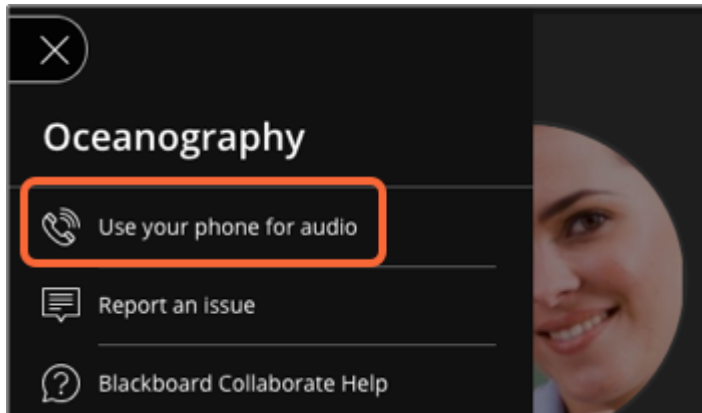 Oceanography
Use your phone for audio
Report an issue
Blackboard Collaborate Help